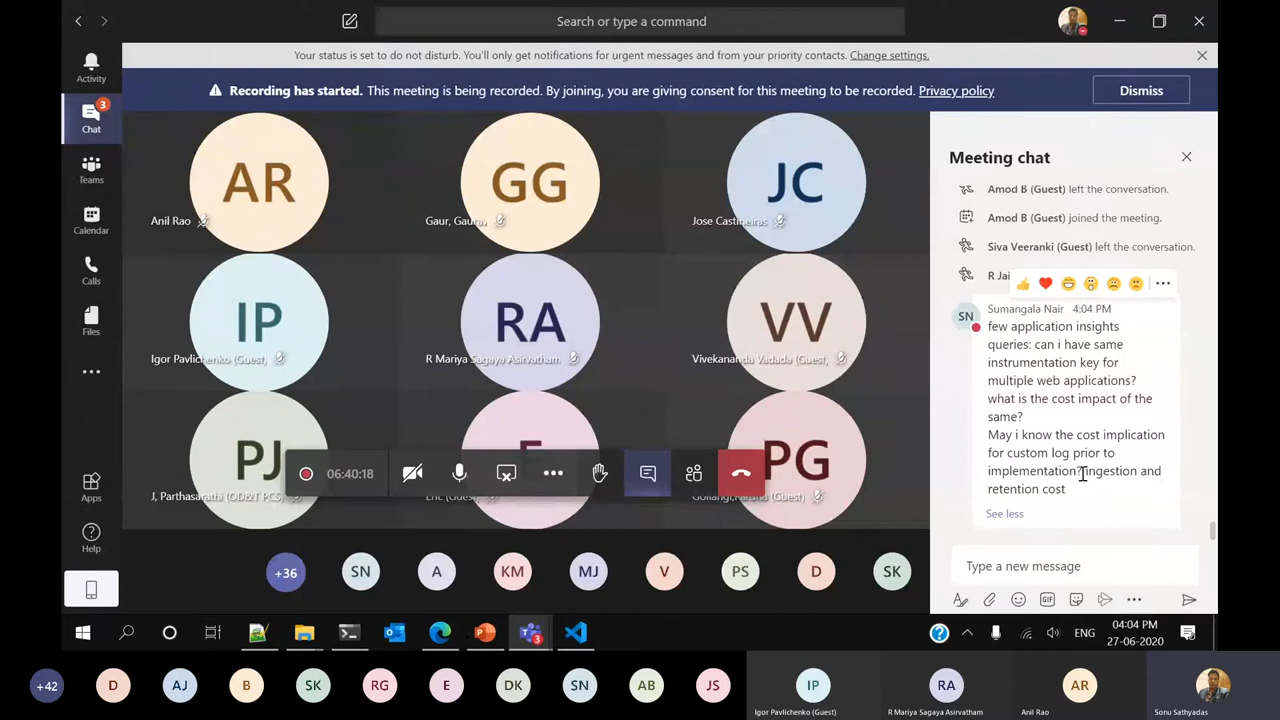 Search or type a command
Your status is set to do not disturb. You'll only get notifications for urgent messages and from your priority contacts. Change settings.
Activity
Recording has started. This meeting is being recorded. By joining, you are giving consent for this meeting to be recorded. Privacy policy
Dismiss
3
Chat
Teams
Calendar
Calls
Files
Apps
Help
AR
Anil Rao
GG
Gaur, Gaurav
JC
Jose Castineiras
IP
Igor Pavlichenko (Guest,
RA
R Mariya Sagaya Asirvatham
VV
Vivekananda Vadada (Guest,
PJ
J, Parthasarathi (OD&T PCS)
E
Eric (Guest)
PG
(Guest)
06:40:18
+36
SN
A
KM
MJ
V
PS
D
SK
Meeting chat
Amod B (Guest) left the conversation.
Amod B (Guest) joined the meeting.
Siva Veeranki (Guest) left the conversation.
R Jai
SN
Sumangala Nair 4:04 PM
few application insights
queries: can i have same
instrumentation key for
multiple web applications?
what is the cost impact of the
same?
May i know the cost implication
for custom log prior to
implementation? Ingestion and
retention cost
See less
Type a new message
GIF
3
ENG
04:04 PM
27-06-2020
+42
D
AJ
B
SK
RG
E
DK
SN
AB
JS
IP
Igor Pavlichenko (Guest)
RA
R Mariya Sagaya Asirvatham
AR
Anil Rao
Sonu Sathyadas